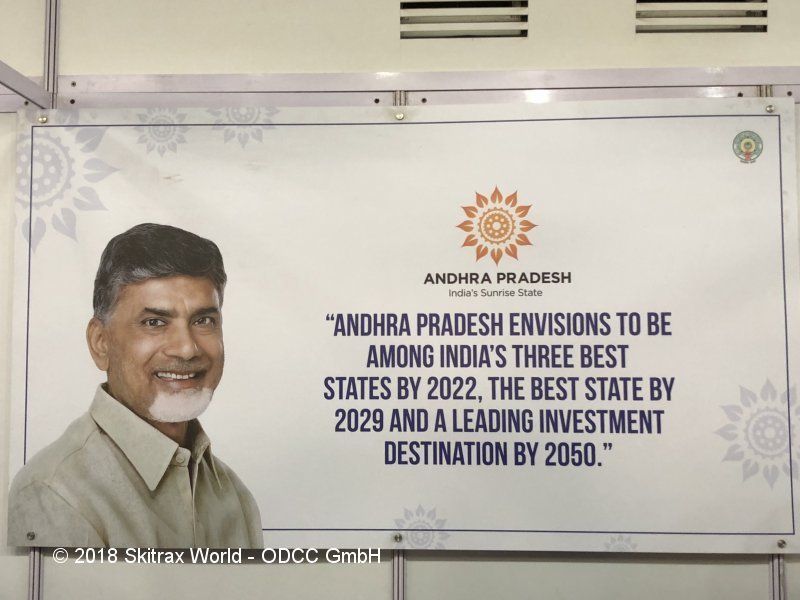 ANDHRA PRADESH
India's Sunrise State
“ANDHRA PRADESH ENVISIONS TO BE
AMONG INDIA’S THREE BEST
STATES BY 2022, THE BEST STATE BY
2029 AND A LEADING INVESTMENT
DESTINATION BY 2050.”
© 2018 Skitrax World - ODCC GmbH